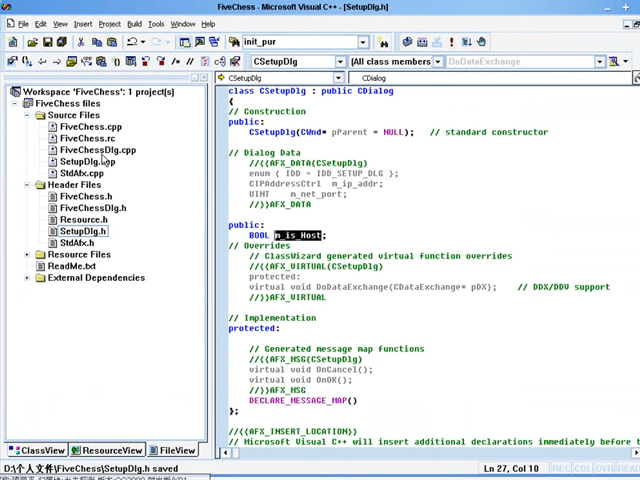 FiveChess - Microsoft Visual C++ - [SetupDlg.h]
File Edit View Insert Project Build Tools Window Help
init_pur
CSetupDlg (All class members) DoDataExchange
CSetupDlg CDialog
Workspace 'FiveChess': 1 project(s)
FiveChess files
Source Files
FiveChess.cpp
FiveChess.rc
FiveChessDlg.cpp
SetupDlg.cpp
StdAfx.cpp
Header Files
FiveChess.h
FiveChessDlg.h
Resource.h
SetupDlg.h
StdAfx.h
Resource Files
ReadMe.txt
External Dependencies
class CSetupDlg : public CDialog
{
// Construction
public:
CSetupDlg(CWnd* pParent = NULL); // standard constructor
// Dialog Data
//{{AFX_DATA(CSetupDlg)
enum { IDD = IDD_SETUP_DLG };
CIPAddressCtrl m_ip_addr;
UINT m_net_port;
//}}AFX_DATA
public:
BOOL m_is_Host;
// Overrides
// ClassWizard generated virtual function overrides
//{{AFX_VIRTUAL(CSetupDlg)
protected:
virtual void DoDataExchange(CDataExchange* pDX); // DDX/DDV support
//}}AFX_VIRTUAL
// Implementation
protected:
// Generated message map functions
//{{AFX_MSG(CSetupDlg)
virtual void OnCancel();
virtual void OnOK();
//}}AFX_MSG
DECLARE_MESSAGE_MAP()
};
//{{AFX_INSERT_LOCATION}}
// Microsoft Visual C++ will insert additional declarations immediately before t
ClassView ResourceView FileView
D:\个人文件\FiveChess\SetupDlg.h saved
Ln 27, Col 10 REC COL OVR READ